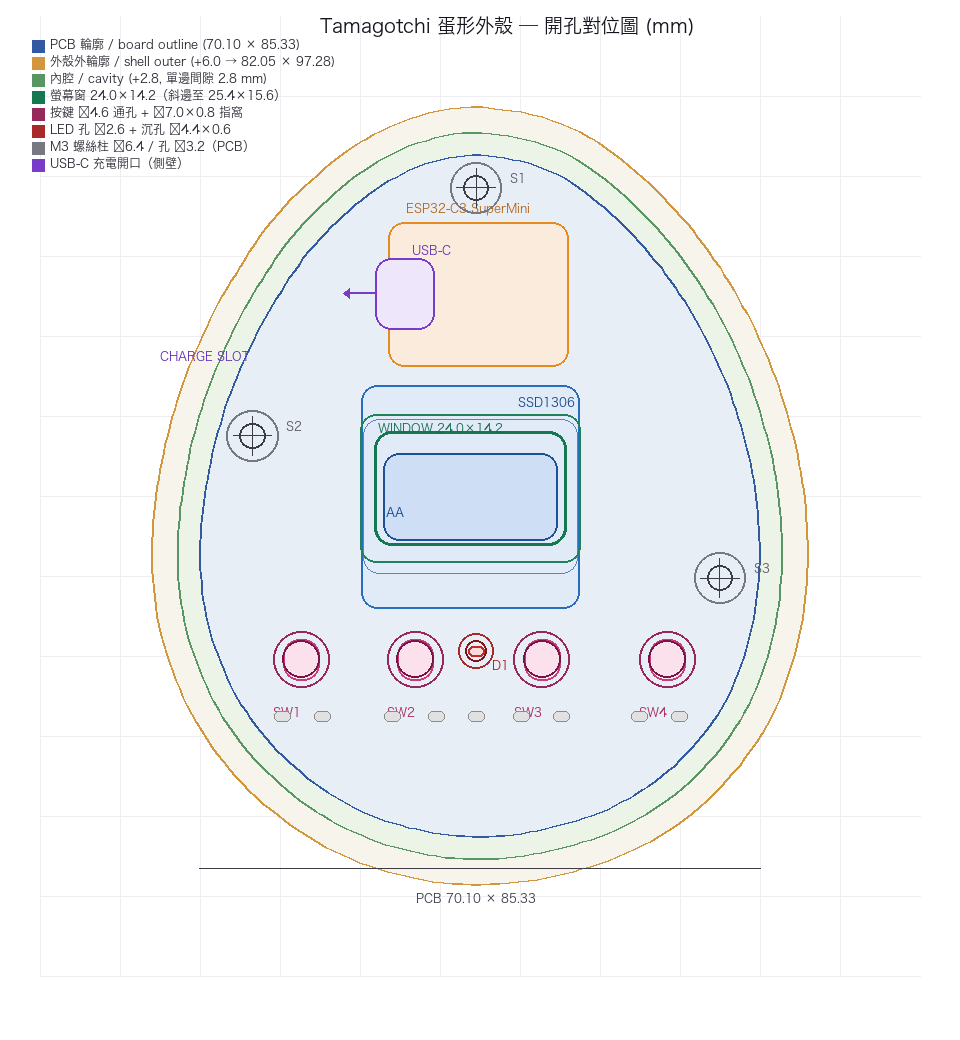 Tamagotchi 蛋形外殼 — 開孔對位圖 (mm)
PCB 輪廓 / board outline (70.10 × 85.33)
外殼外輪廓 / shell outer (+6.0 → 82.05 × 97.28)
內腔 / cavity (+2.8, 單邊間隙 2.8 mm)
螢幕窗 24.0×14.2（斜邊至 25.4×15.6）
按鍵 ☒4.6 通孔 + ☒7.0×0.8 指窩
LED 孔 ☒2.6 + 沉孔 ☒4.4×0.6
M3 螺絲柱 ☒6.4 / 孔 ☒3.2（PCB）
USB-C 充電開口（側壁）
S1
ESP32-C3 SuperMini
USB-C
CHARGE SLOT
SSD1306
S2
WINDOW 24.0×14.2
AA
S3
D1
SW1
SW2
SW3
SW4
PCB 70.10 × 85.33